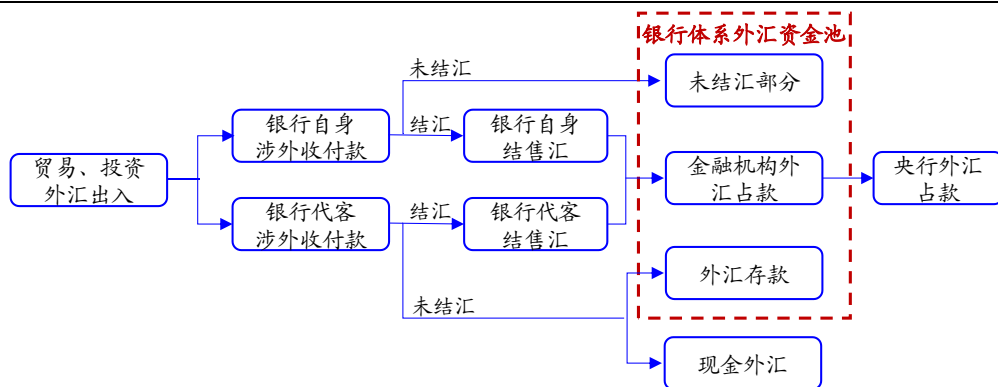 银行体系外汇资金池
未结汇
未结汇部分
银行自身
涉外收付款
结汇
银行自身
结售汇
贸易、投资
外汇出入
金融机构外
汇占款
央行外汇
占款
银行代客
涉外收付款
结汇
银行代客
结售汇
外汇存款
未结汇
现金外汇